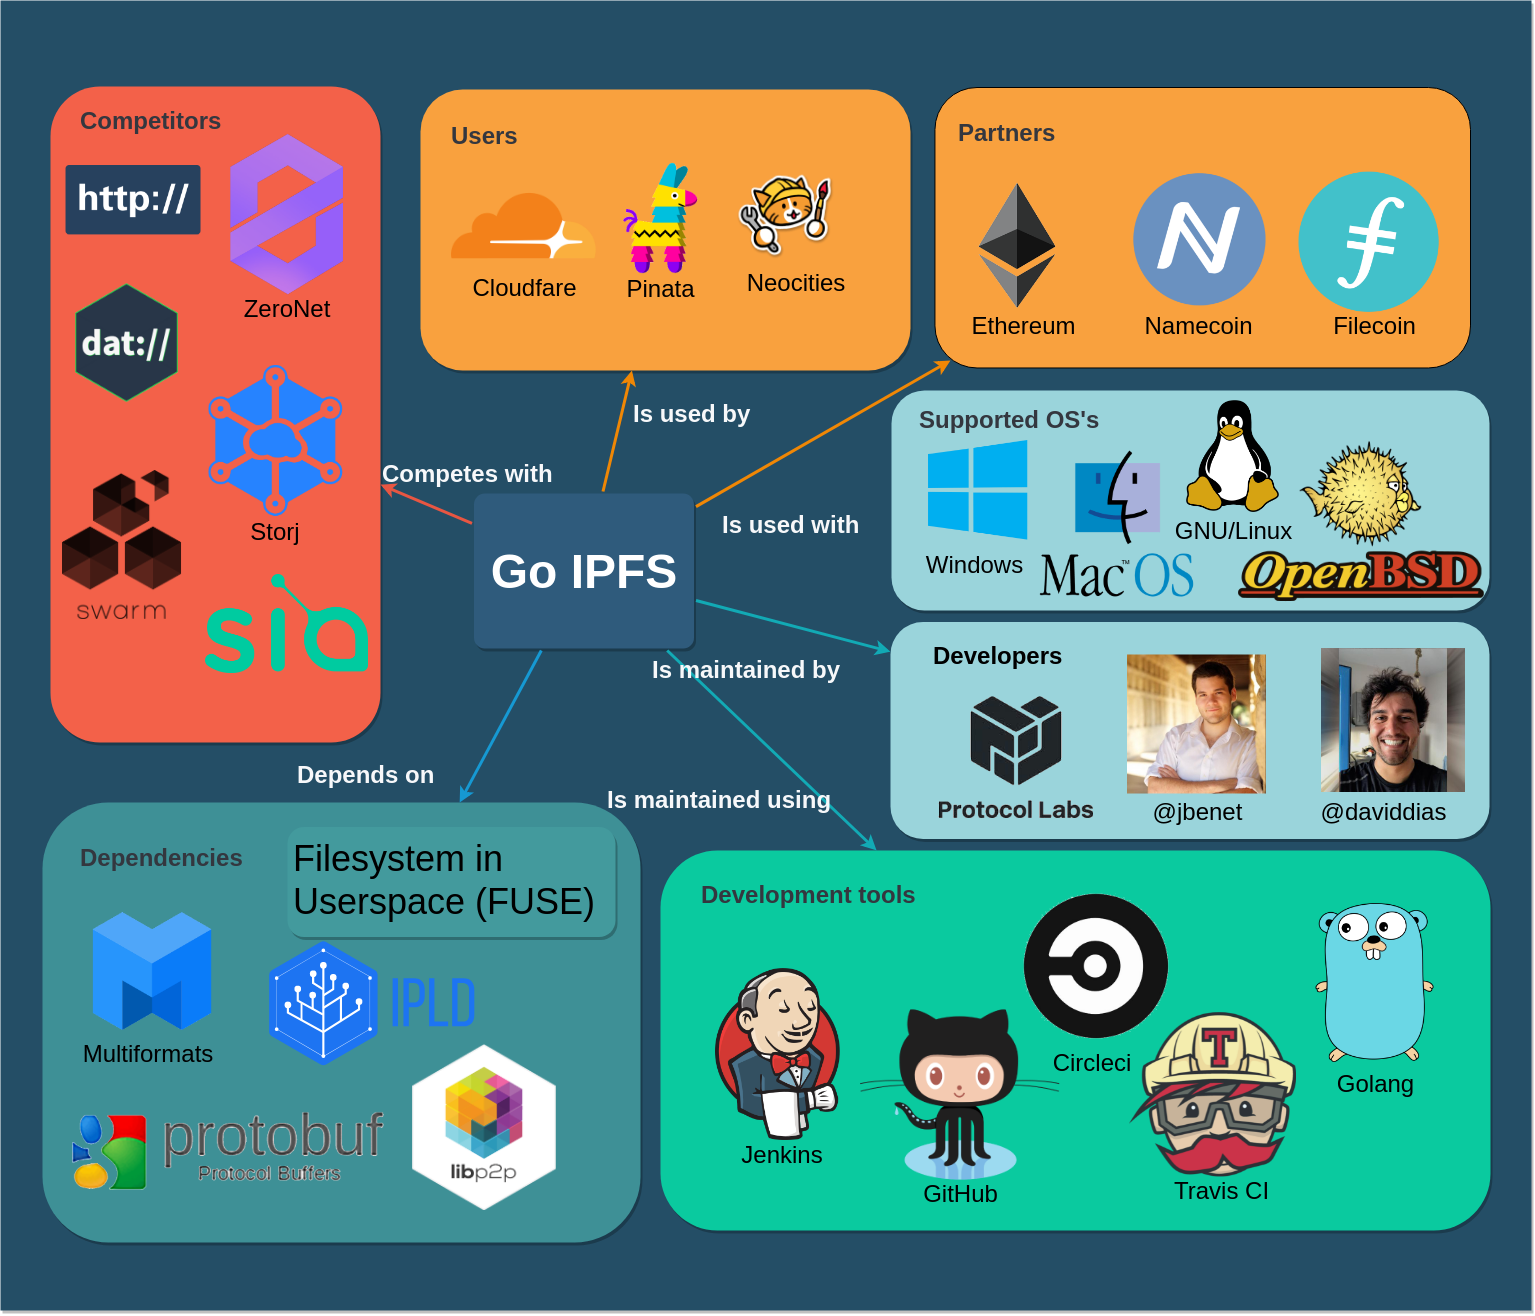 Competitors
http://
ZeroNet
dat://
Storj
swarm
sia
Users
Cloudfare
Pinata
Neocities
Partners
Ethereum
Namecoin
Filecoin
Is used by
Competes with
Is used with
Go IPFS
Is maintained by
Depends on
Is maintained using
Supported OS's
Windows
Mac™OS
GNU/Linux
OpenBSD
Developers
Protocol Labs
@jbenet
@daviddias
Dependencies
Filesystem in
Userspace (FUSE)
Multiformats
IPLD
protobuf
Protocol Buffers
libp2p
Development tools
Jenkins
GitHub
Circleci
T
Travis CI
Golang